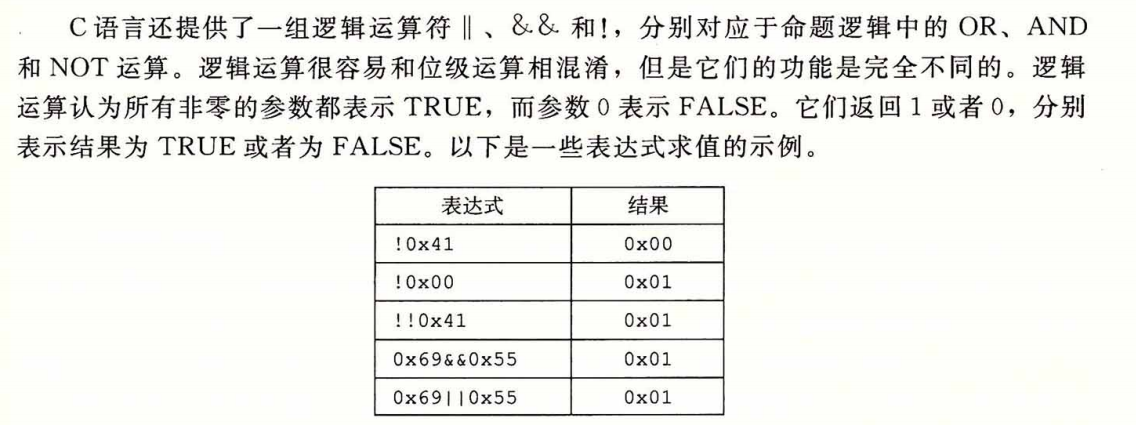 C语言还提供了一组逻辑运算符‖、&& 和!，分别对应于命题逻辑中的 OR、AND
和 NOT 运算。逻辑运算很容易和位级运算相混淆，但是它们的功能是完全不同的。逻辑
运算认为所有非零的参数都表示 TRUE，而参数 0 表示 FALSE。它们返回 1 或者 0，分别
表示结果为 TRUE 或者为 FALSE。以下是一些表达式求值的示例。
表达式 结果
!0x41 0x00
!0x00 0x01
!!0x41 0x01
0x69&&0x55 0x01
0x69||0x55 0x01